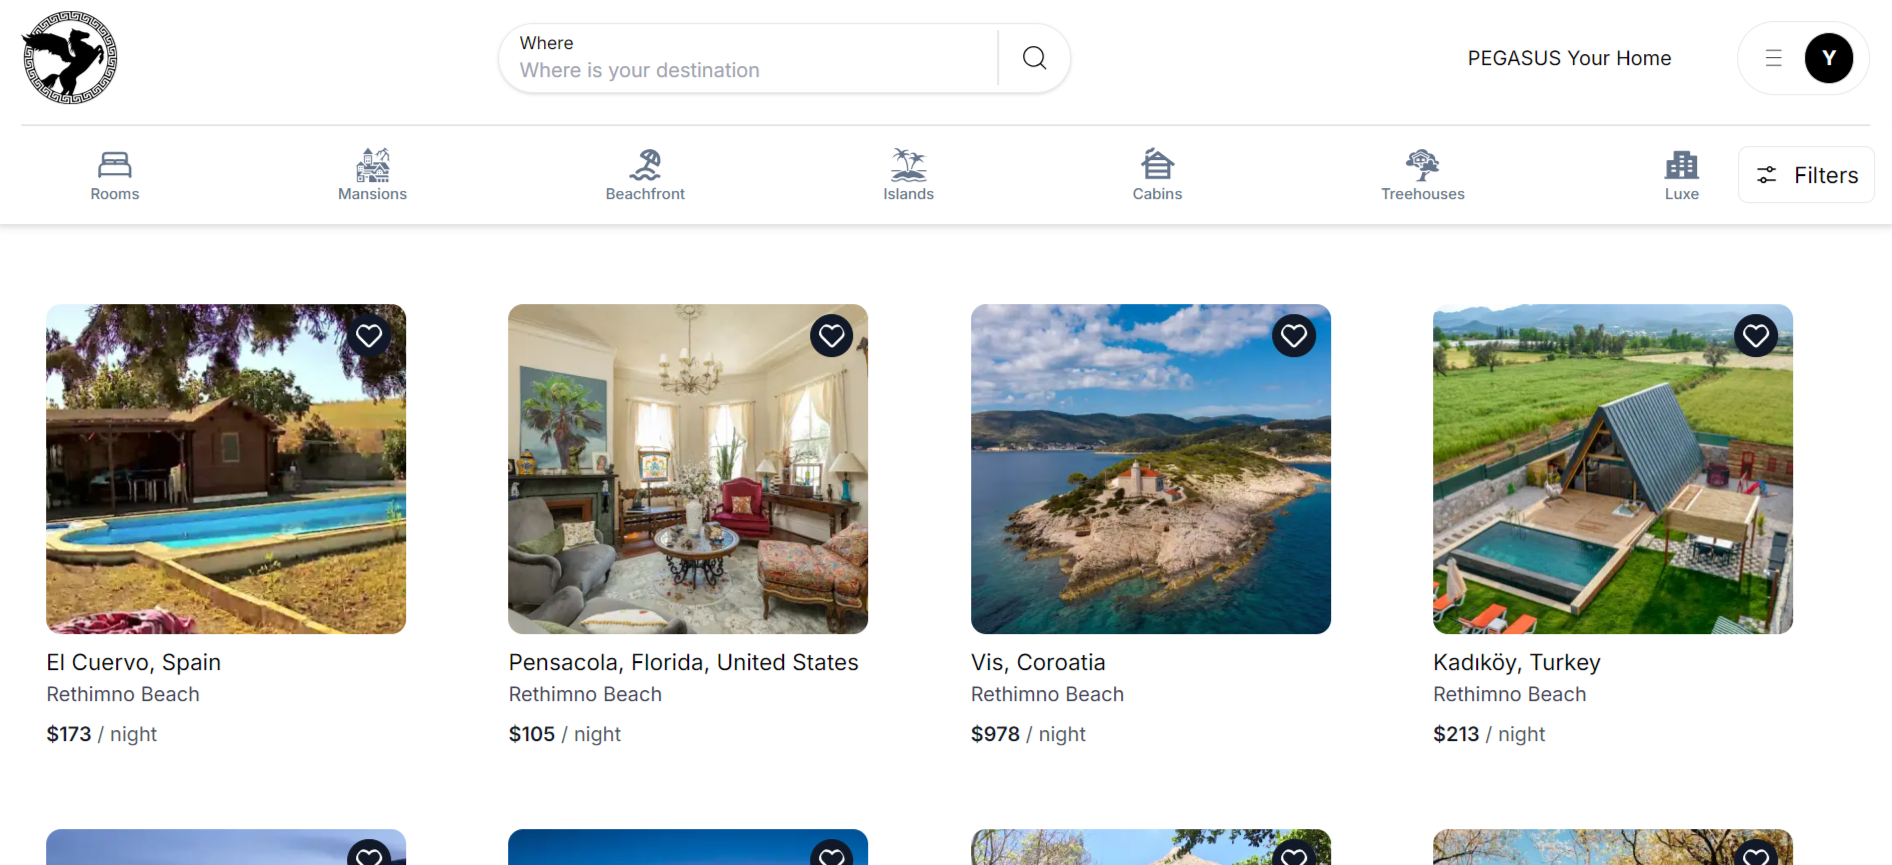 Where
Where is your destination
PEGASUS Your Home
Y
Rooms
Mansions
Beachfront
Islands
Cabins
Treehouses
Luxe
Filters
El Cuervo, Spain
Rethimno Beach
$173 / night
Pensacola, Florida, United States
Rethimno Beach
$105 / night
Vis, Coroatia
Rethimno Beach
$978 / night
Kadıköy, Turkey
Rethimno Beach
$213 / night